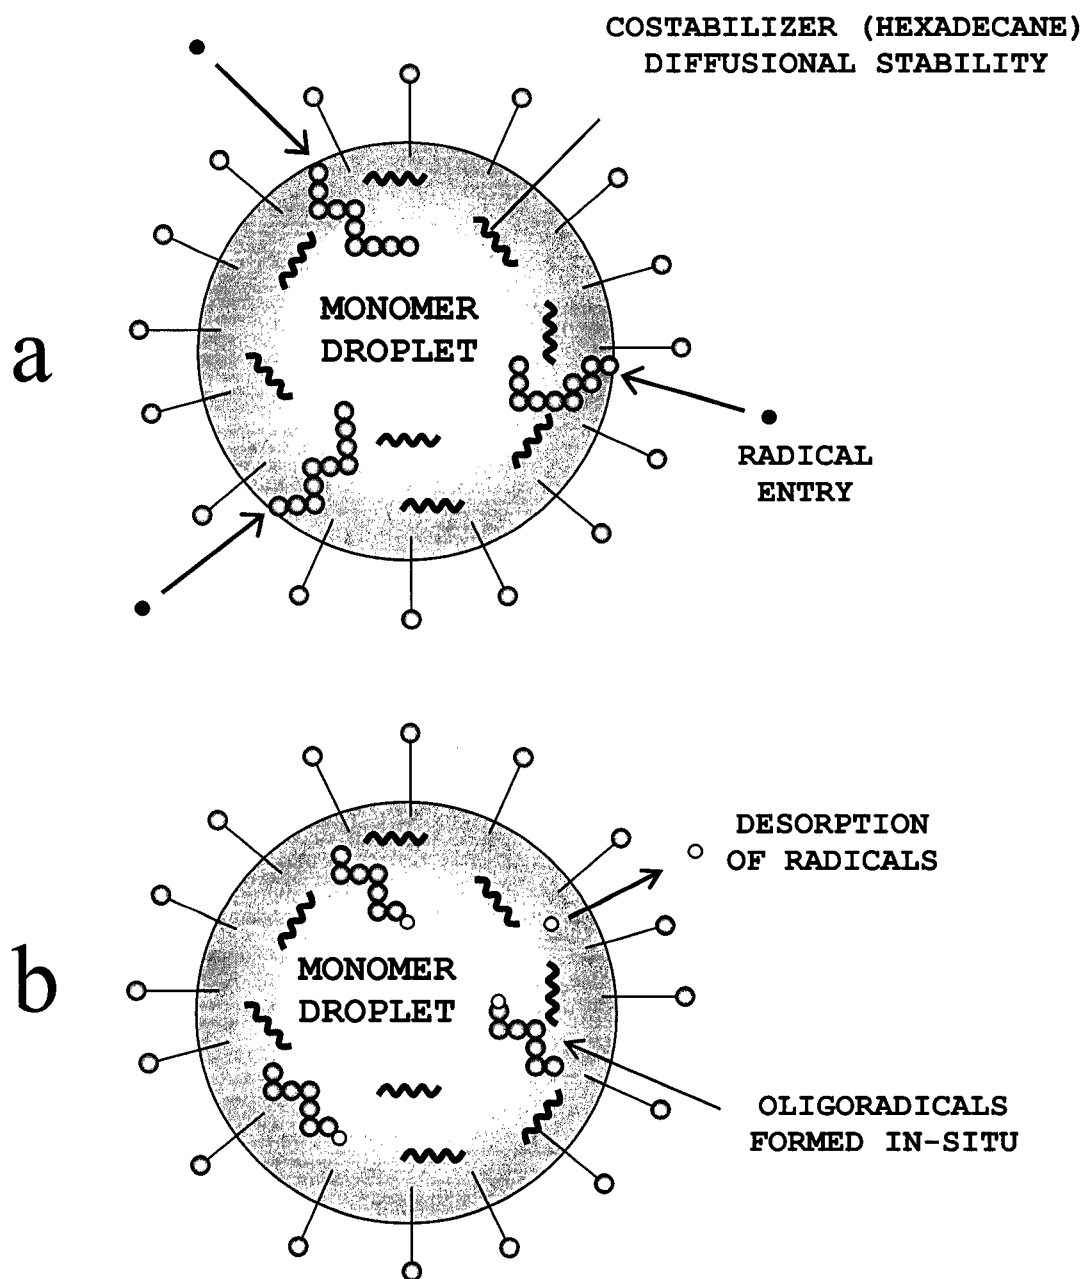 COSTABILIZER (HEXADECANE)
DIFFUSIONAL STABILITY
a
MONOMER
DROPLET
RADICAL
ENTRY
b
DESORPTION
OF RADICALS
MONOMER
DROPLET
OLIGORADICALS
FORMED IN-SITU